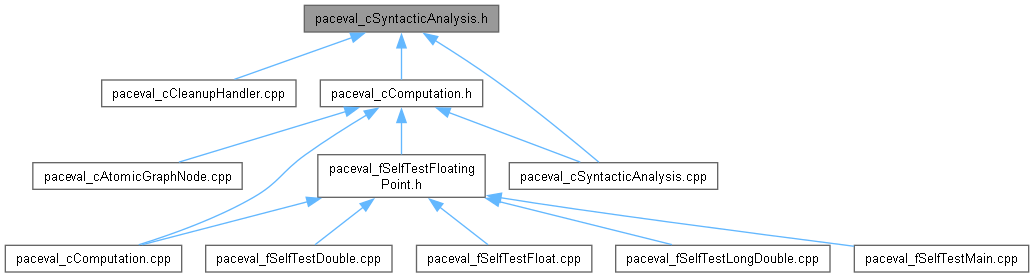 paceval_cSyntacticAnalysis.h
paceval_cCleanupHandler.cpp
paceval_cComputation.h
paceval_cAtomicGraphNode.cpp
paceval_fSelfTestFloating
Point.h
paceval_cSyntacticAnalysis.cpp
paceval_cComputation.cpp
paceval_fSelfTestDouble.cpp
paceval_fSelfTestFloat.cpp
paceval_fSelfTestLongDouble.cpp
paceval_fSelfTestMain.cpp